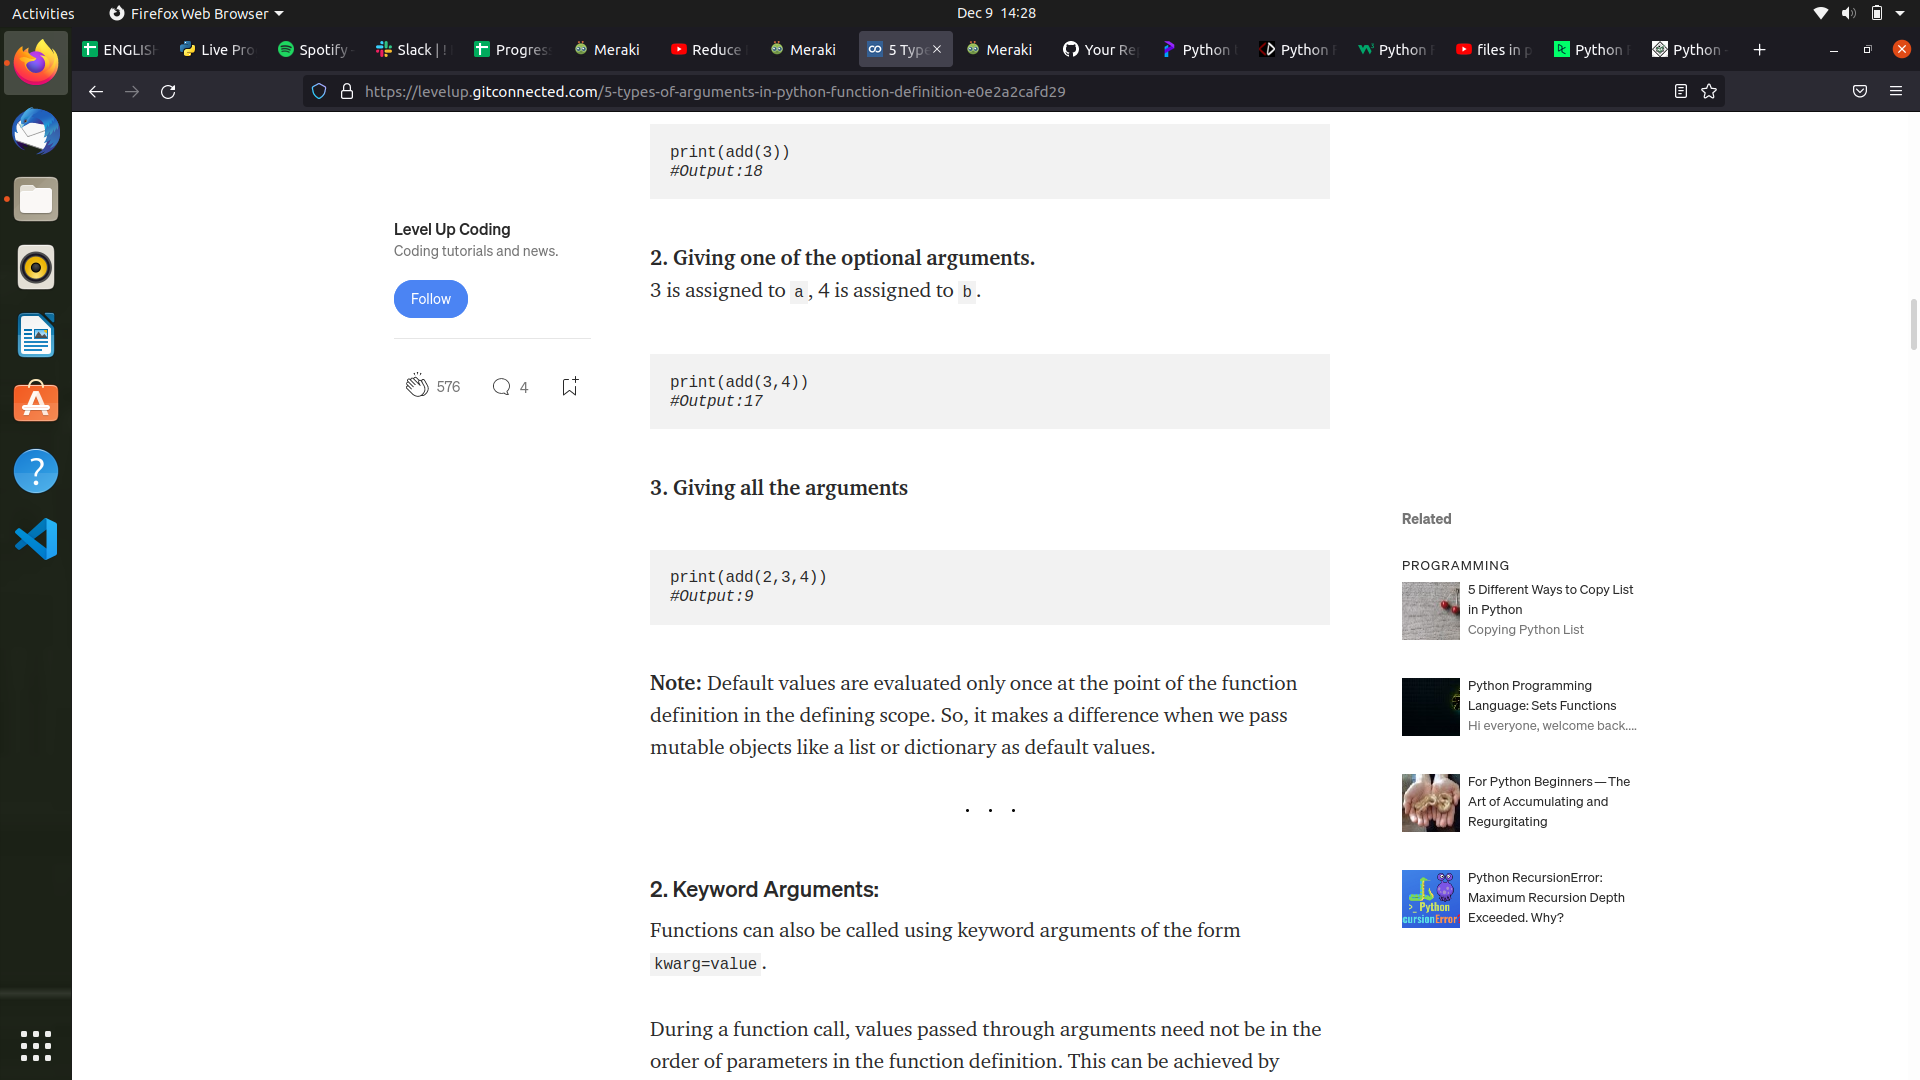 Activities
Firefox Web Browser
Dec 9 14:28
ENGLISH
Live Pro
Spotify
Slack | !
Progress
Meraki
Reduce
Meraki
5 Type
Meraki
Your Re
Python
Python
Python
files in p
Python
Python
https://levelup.gitconnected.com/5-types-of-arguments-in-python-function-definition-e0e2a2cafd29
print(add(3))
#Output:18
Level Up Coding
Coding tutorials and news.
Follow
576
4
2. Giving one of the optional arguments.
3 is assigned to a, 4 is assigned to b.
print(add(3,4))
#Output:17
3. Giving all the arguments
print(add(2,3,4))
#Output:9
Note: Default values are evaluated only once at the point of the function
definition in the defining scope. So, it makes a difference when we pass
mutable objects like a list or dictionary as default values.
. . .
2. Keyword Arguments:
Functions can also be called using keyword arguments of the form
kwarg=value.
During a function call, values passed through arguments need not be in the
order of parameters in the function definition. This can be achieved by
Related
PROGRAMMING
5 Different Ways to Copy List
in Python
Copying Python List
Python Programming
Language: Sets Functions
Hi everyone, welcome back....
For Python Beginners — The
Art of Accumulating and
Regurgitating
>_ Python
cursionError
Python RecursionError:
Maximum Recursion Depth
Exceeded. Why?